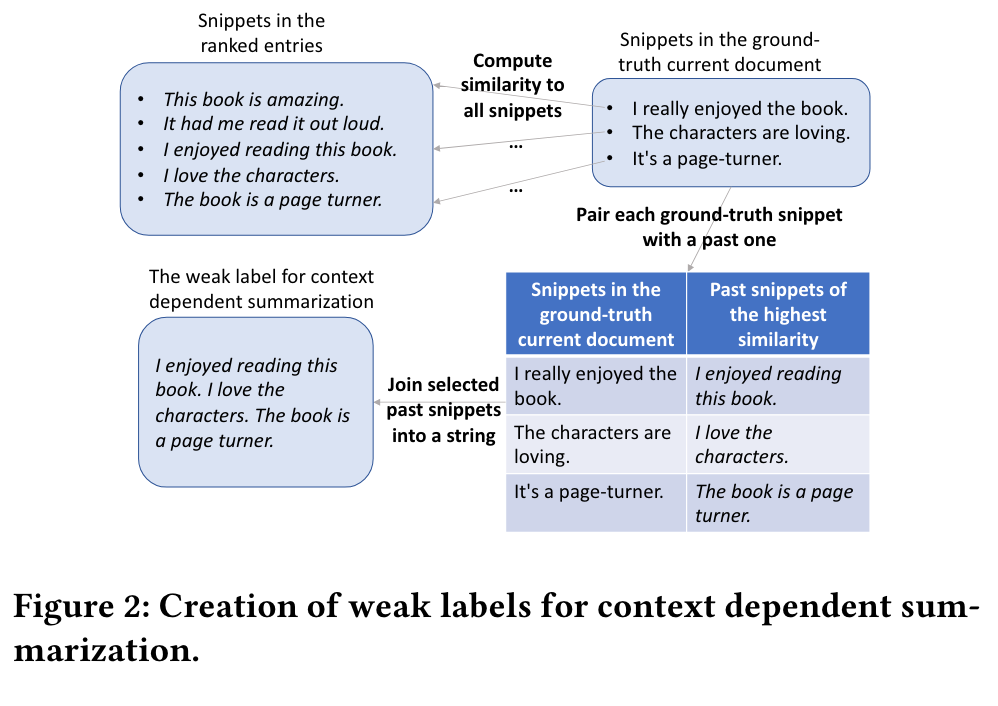 Snippets in the
ranked entries
• This book is amazing.
• It had me read it out loud.
• I enjoyed reading this book.
• I love the characters.
• The book is a page turner.
Compute
similarity to
all snippets
...
...
Snippets in the ground-
truth current document
• I really enjoyed the book.
• The characters are loving.
• It's a page-turner.
Pair each ground-truth snippet
with a past one
Snippets in the
ground-truth
current document
Past snippets of
the highest
similarity
I really enjoyed the
book.
I enjoyed reading
this book.
The characters are
loving.
I love the
characters.
It's a page-turner.
The book is a page
turner.
Join selected
past snippets
into a string
The weak label for context
dependent summarization
I enjoyed reading this
book. I love the
characters. The book is
a page turner.
Figure 2: Creation of weak labels for context dependent sum-
marization.